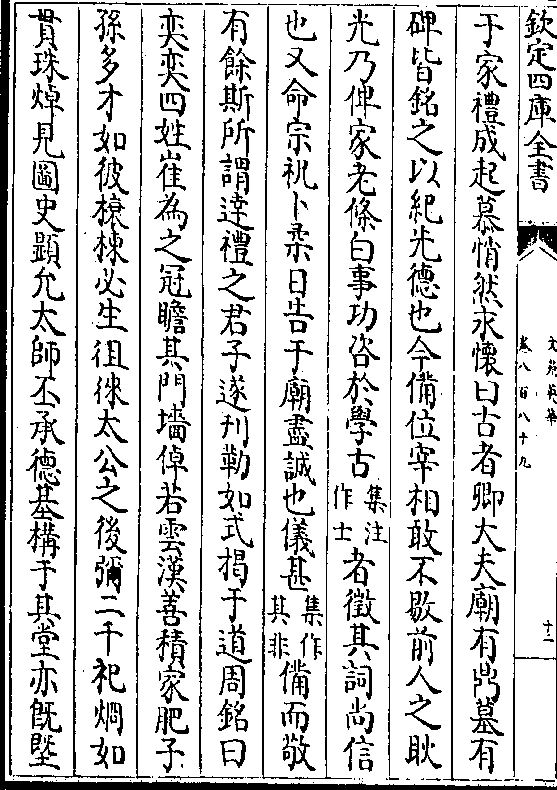 欽定四庫全書
文苑英華
卷八百八十九
十二
于家禮成起慕悄然永懷曰古者卿大夫廟有鼎墓有
碑皆銘之以紀光德也今備位宰相敢不敭前人之耿
光乃俾家老條白事功咨於學古集注作士者徵其詞尚信
也又命宗祝卜柔日告于廟盡誠也儀甚集作其非備而敬
有餘斯所謂達禮之君子遂刋勒如式揭于道周銘曰
奕奕四姓崔為之冠瞻其門墻倬若雲漢善積家肥子
孫多才如彼榱棟必生徂徠太公之後彌二千祀烱如
貫珠焯見圖史顯允太師丕承德基構于其堂亦既塈